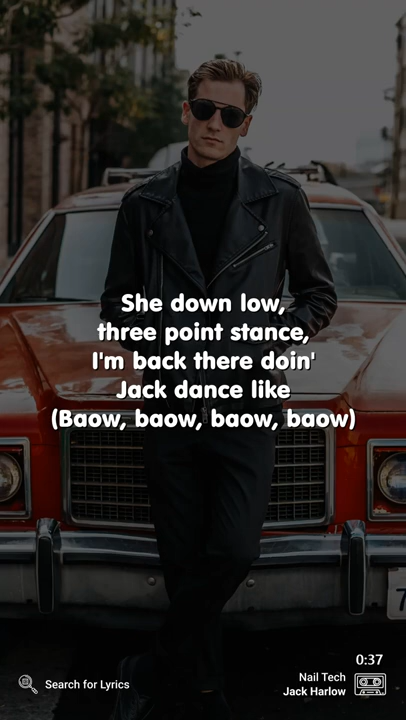 She down low,
three point stance,
I'm back there doin'
Jack dance like
(Baow, baow, baow, baow)
0:37
Nail Tech
Jack Harlow
Search for Lyrics
7